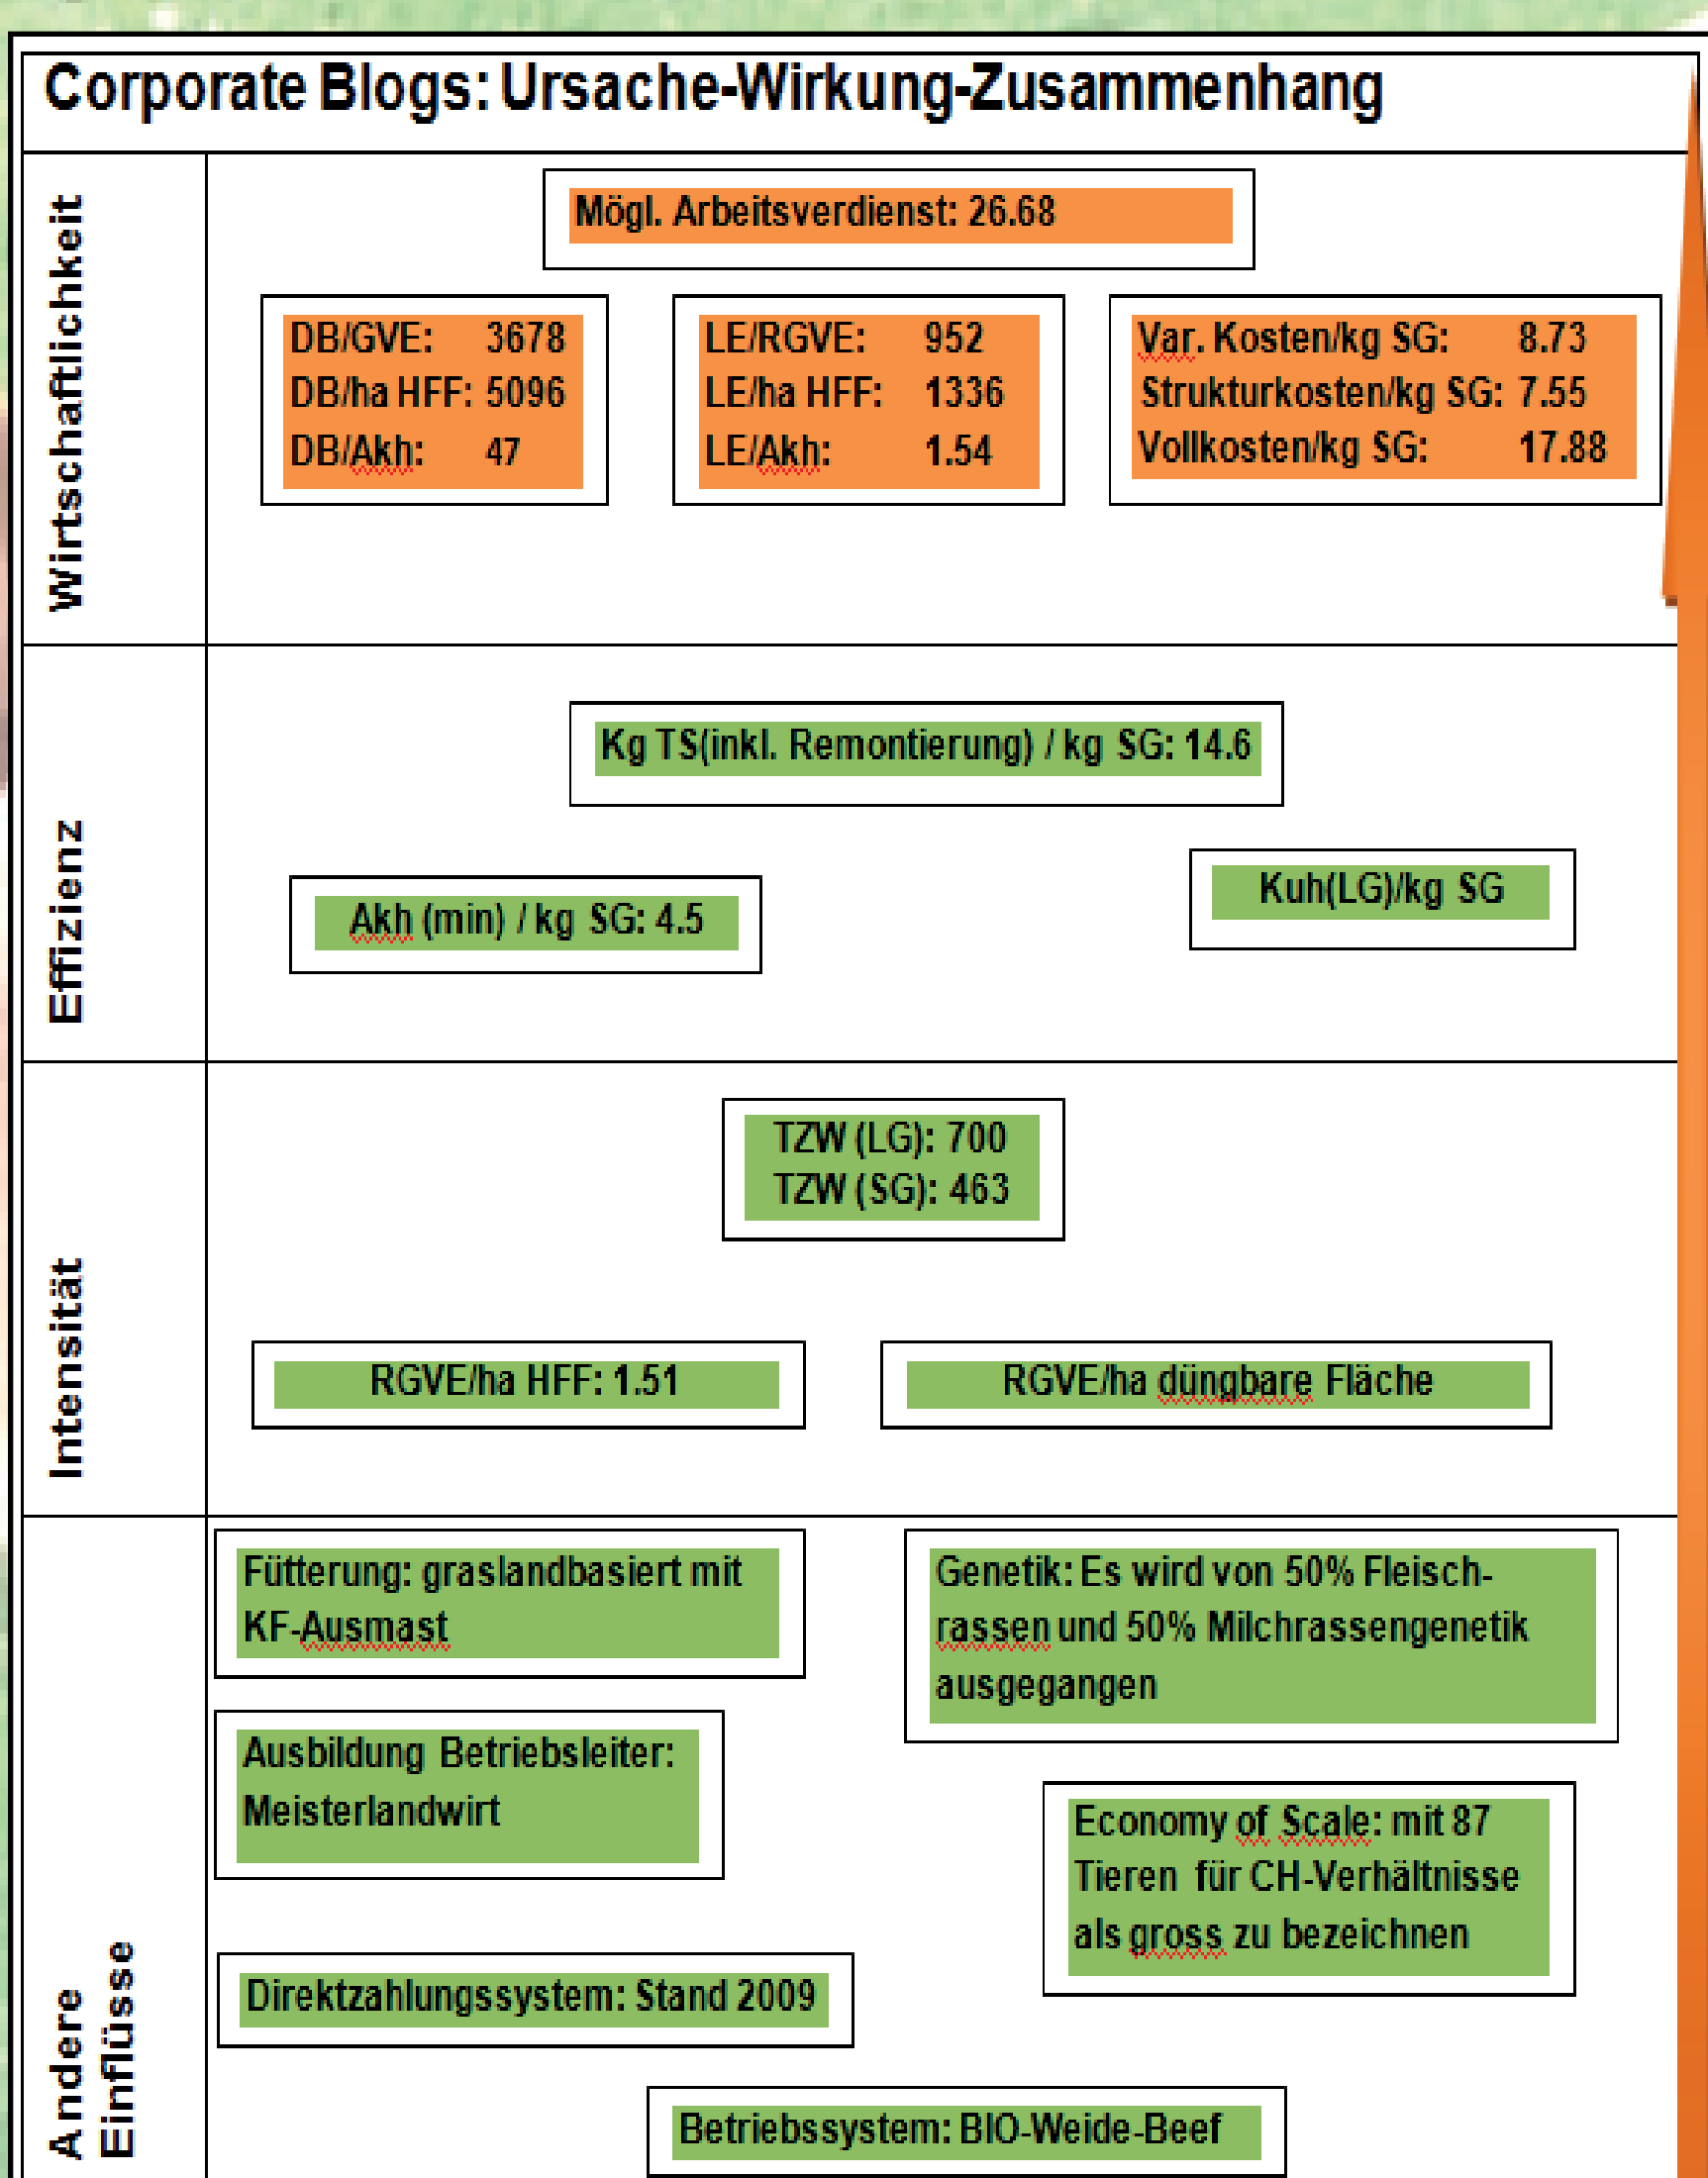 Corporate Blogs: Ursache-Wirkung-Zusammenhang
Wirtschaftlichkeit
Mögl. Arbeitsverdienst: 26.68
DB/GVE: 3678
DB/ha HFF: 5096
DB/Akh: 47
LE/RGVE: 952
LE/ha HFF: 1336
LE/Akh: 1.54
Var. Kosten/kg SG: 8.73
Strukturkosten/kg SG: 7.55
Vollkosten/kg SG: 17.88
Effizienz
Kg TS(inkl. Remontierung) / kg SG: 14.6
Akh (min) / kg SG: 4.5
Kuh(LG)/kg SG
Intensität
TZW (LG): 700
TZW (SG): 463
RGVE/ha HFF: 1.51
RGVE/ha düngbare Fläche
Andere
Einflüsse
Fütterung: graslandbasiert mit
KF-Ausmast
Genetik: Es wird von 50% Fleisch-
rassen und 50% Milchrassengenetik
ausgegangen
Ausbildung Betriebsleiter:
Meisterlandwirt
Economy of Scale: mit 87
Tieren für CH-Verhältnisse
als gross zu bezeichnen
Direktzahlungssystem: Stand 2009
Betriebssystem: BIO-Weide-Beef